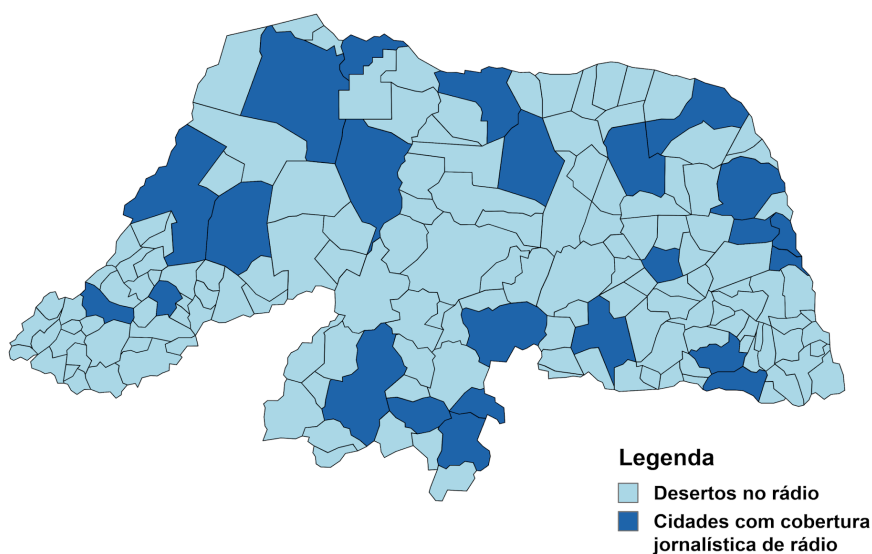 Legenda
Desertos no rádio
Cidades com cobertura
jornalística de rádio